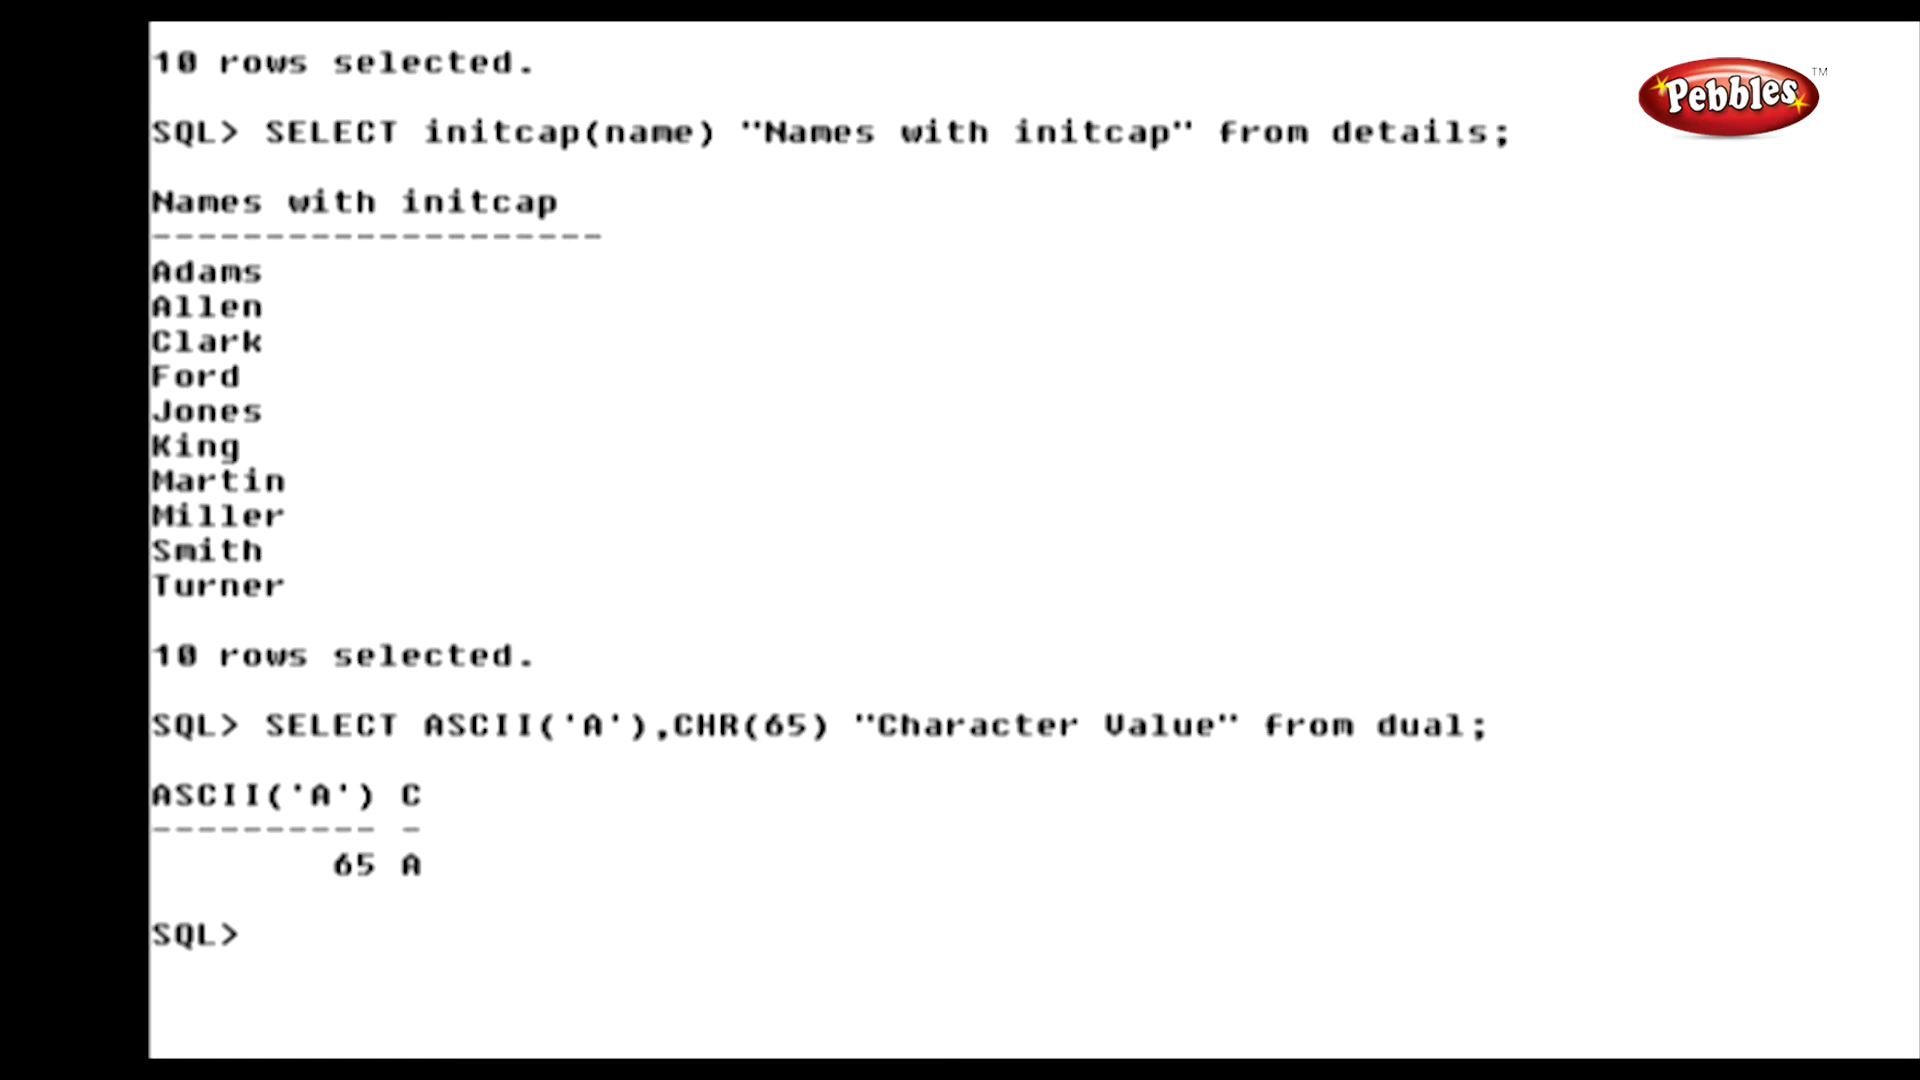 10 rows selected.
Pebbles™
SQL> SELECT initcap(name) "Names with initcap" from details;
Names with initcap
--------------------
Adams
Allen
Clark
Ford
Jones
King
Martin
Miller
Smith
Turner
10 rows selected.
SQL> SELECT ASCII('A'),CHR(65) "Character Value" from dual;
ASCII('A') C
---------- -
65 A
SQL>